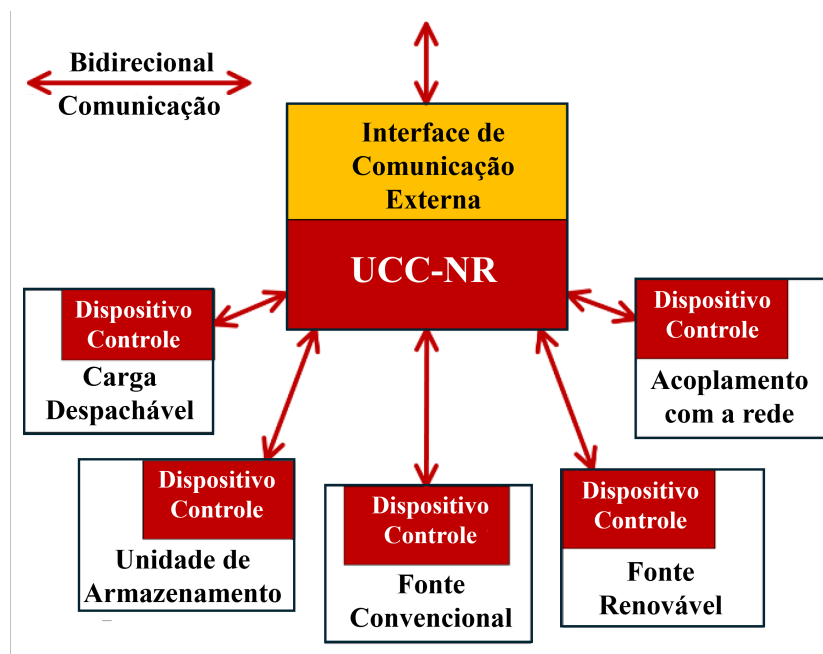 Bidirecional
Comunicação
Interface de
Comunicação
Externa
UCC-NR
Dispositivo
Controle
Carga
Despachável
Dispositivo
Controle
Acoplamento
com a rede
Dispositivo
Controle
Unidade de
Armazenamento
Dispositivo
Controle
Fonte
Convencional
Dispositivo
Controle
Fonte
Renovável